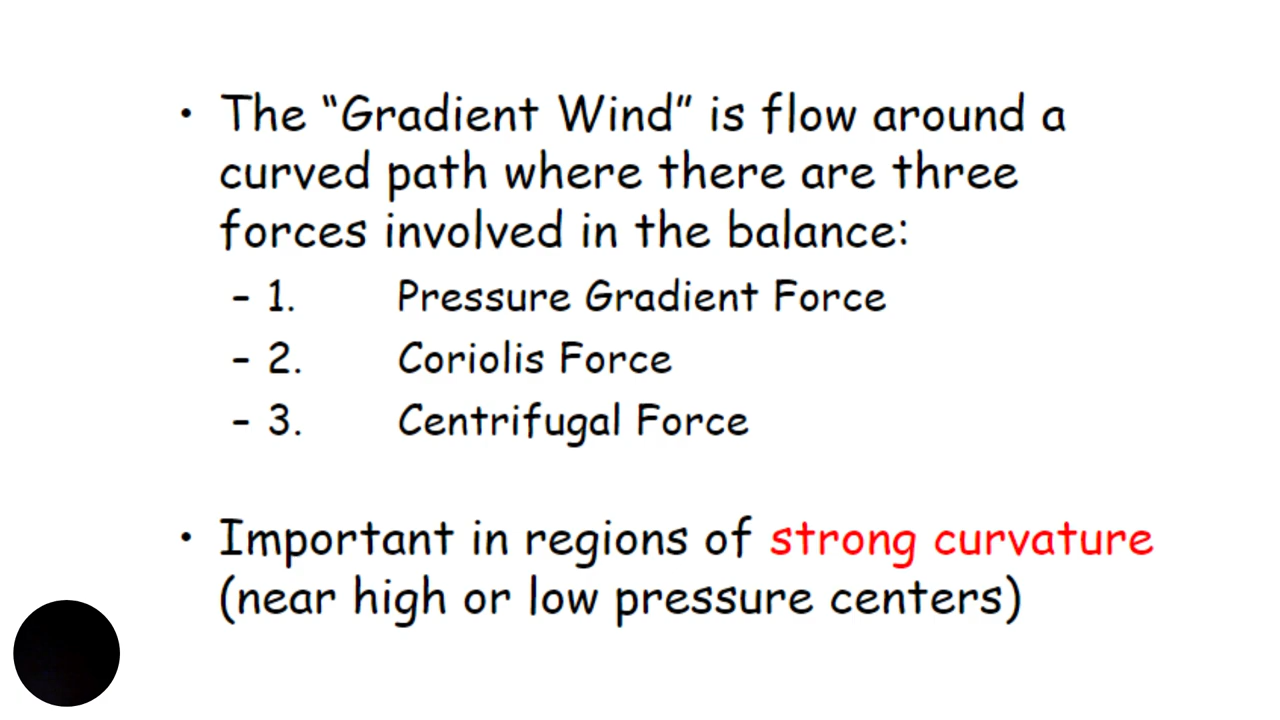 • The “Gradient Wind” is flow around a
curved path where there are three
forces involved in the balance:
– 1. Pressure Gradient Force
– 2. Coriolis Force
– 3. Centrifugal Force
• Important in regions of strong curvature
(near high or low pressure centers)